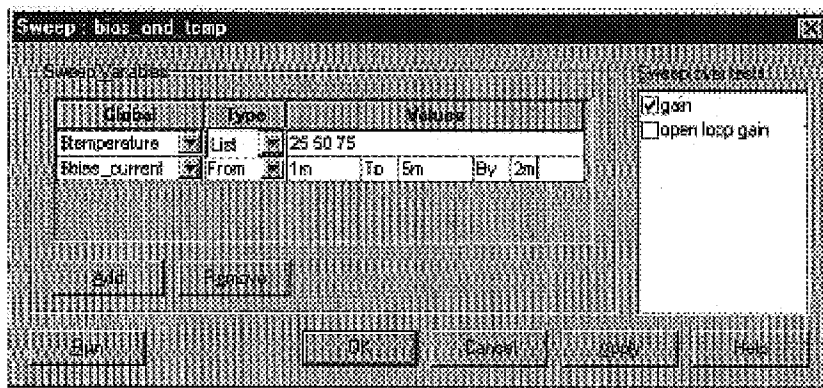 Sweep : bias_and_temp
Sweep Variables
Sweep over tests
Global Type Values
$temperature List 25 50 75
$bias_current From 1m To 5m By 2m
gain
open loop gain
Add Remove
Run OK Cancel Apply Help